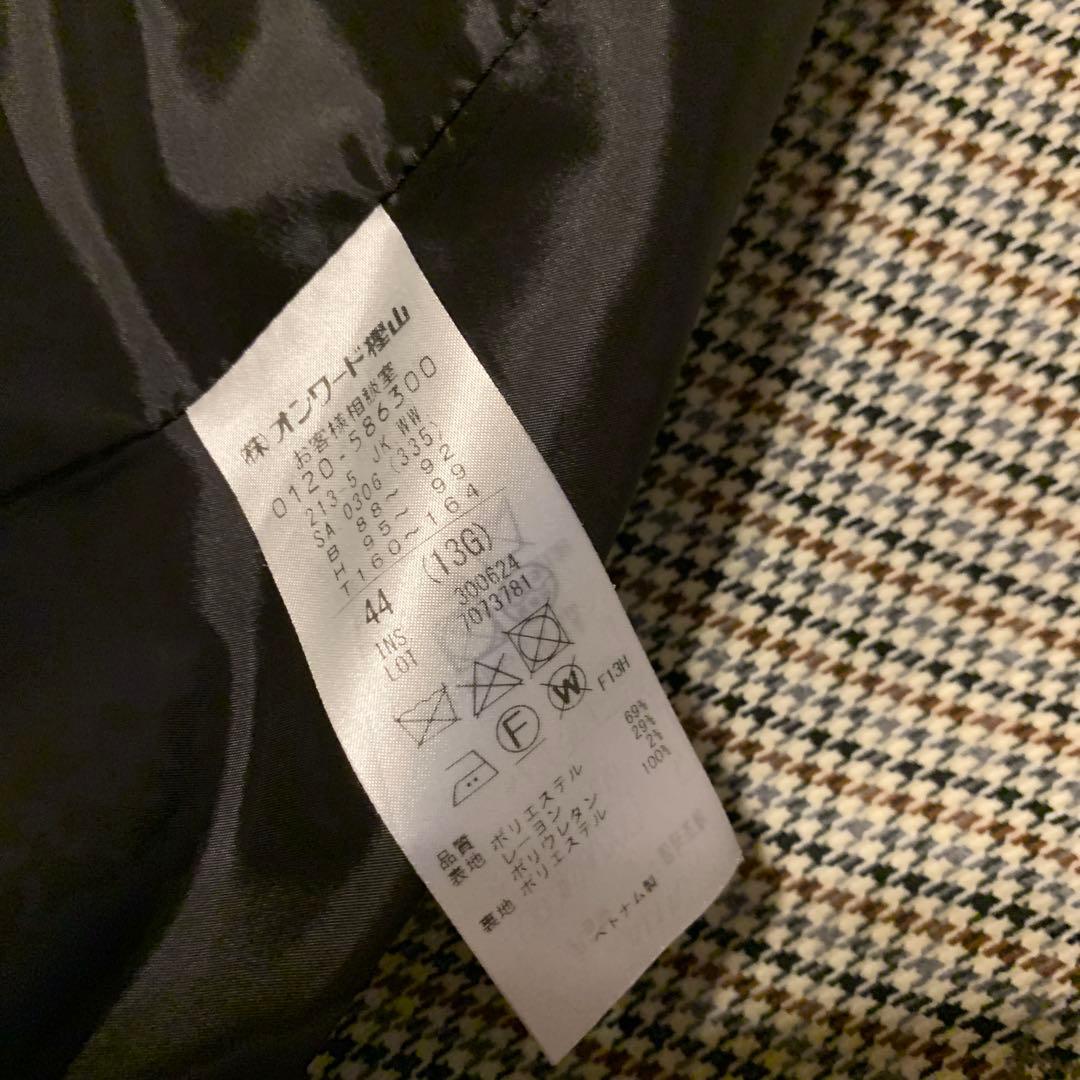 (株)オンワード樫山
お客様相談室
0120-586300
213-5 JK WW
SA 0306 (335)
B 88～ 92
H 95～ 99
T160～164
44 (13G)
INS 300624
LOT 7073781
F W F13H
品質
表地 ポリエステル 69%
レーヨン 29%
ポリウレタン 2%
裏地 ポリエステル 100%
ベトナム製